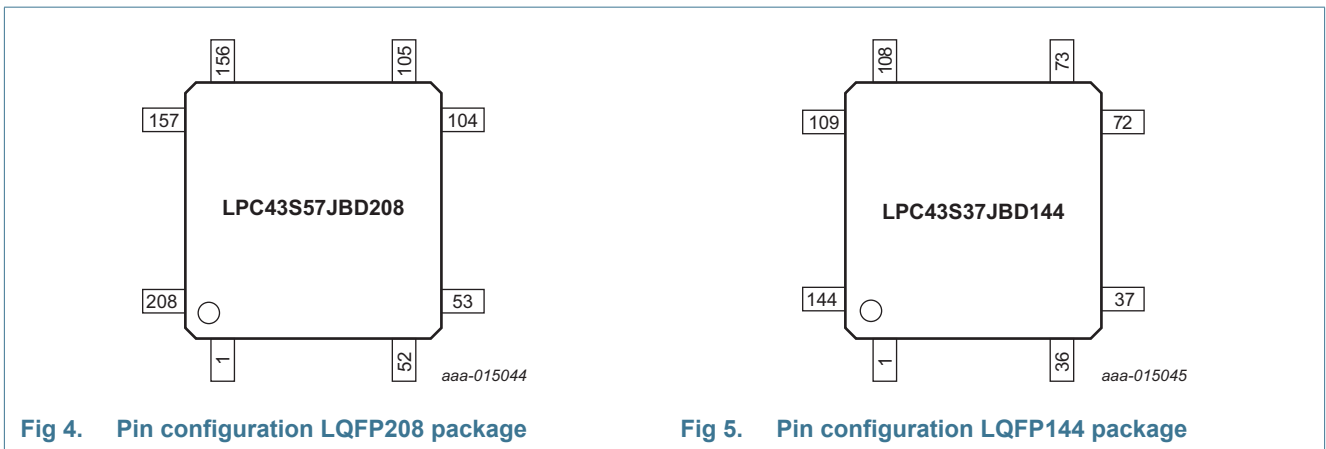 156 105
157 104
LPC43S57JBD208
208 53
1 52
aaa-015044
Fig 4. Pin configuration LQFP208 package
108 73
109 72
LPC43S37JBD144
144 37
1 36
aaa-015045
Fig 5. Pin configuration LQFP144 package